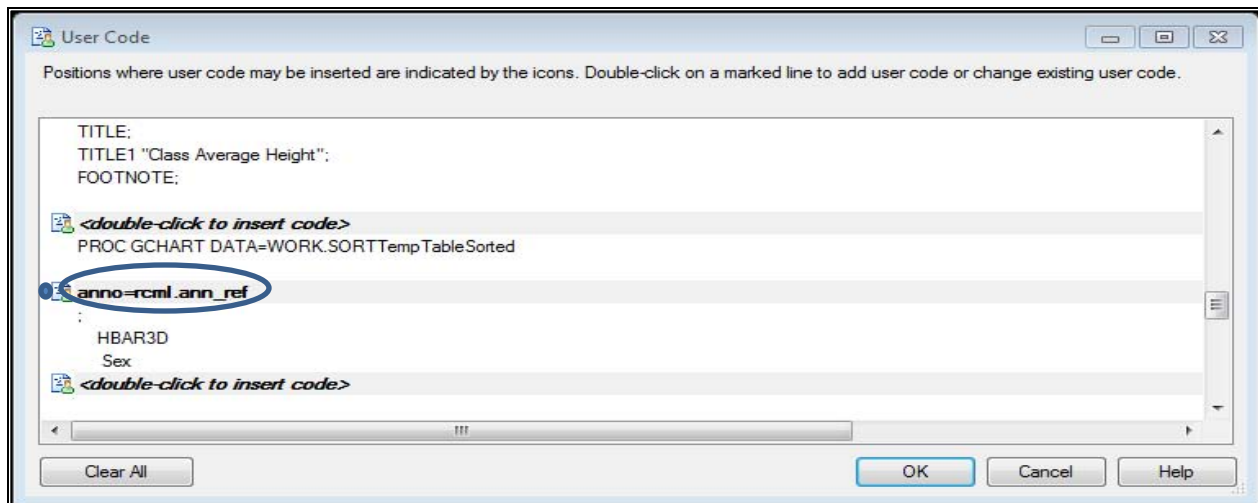 User Code
Positions where user code may be inserted are indicated by the icons. Double-click on a marked line to add user code or change existing user code.
TITLE;
TITLE1 "Class Average Height";
FOOTNOTE;
<double-click to insert code>
PROC GCHART DATA=WORK.SORTTempTableSorted
anno=rcml.ann_ref
;
HBAR3D
Sex
<double-click to insert code>
Clear All
OK
Cancel
Help